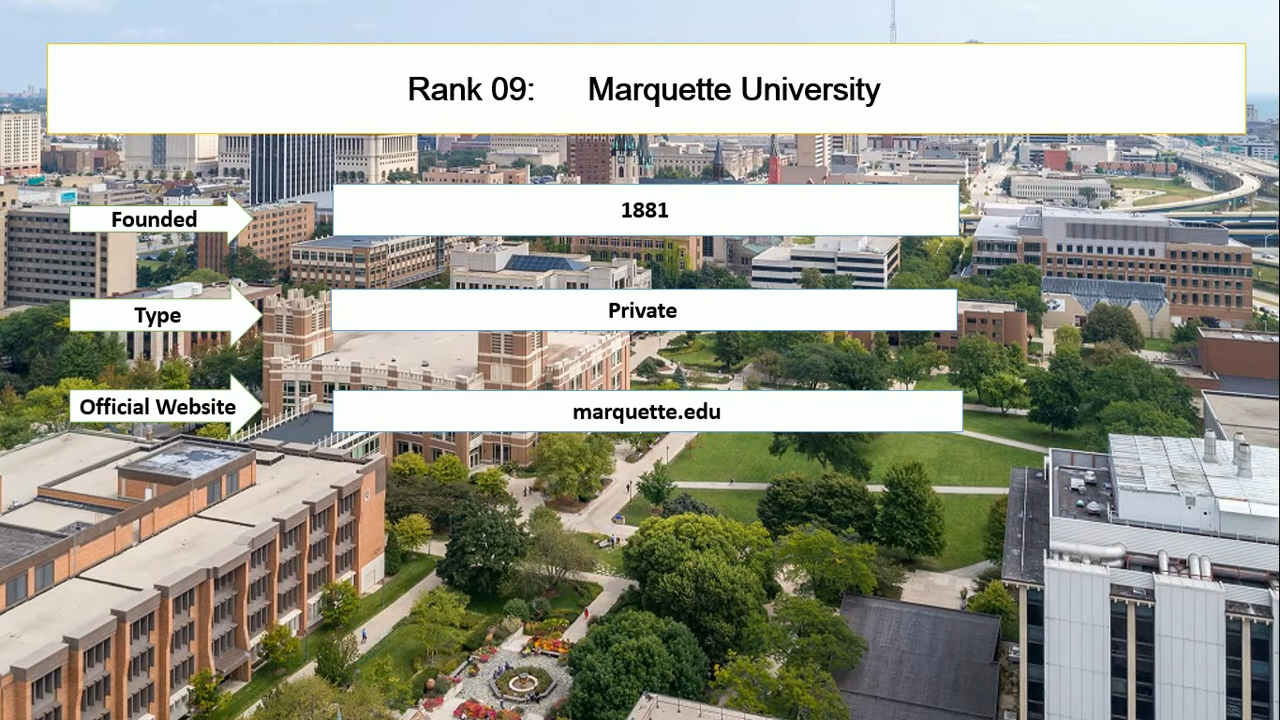 Rank 09: Marquette University
Founded
1881
Type
Private
Official Website
marquette.edu